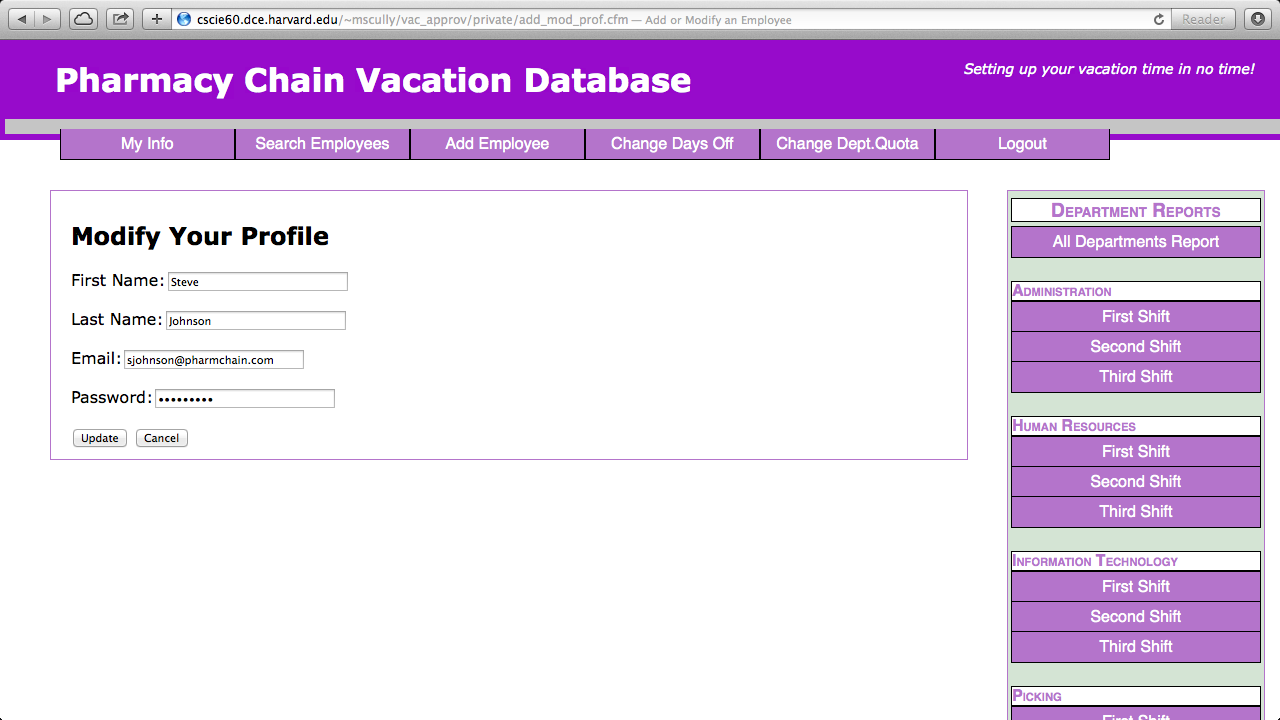 cscie60.dce.harvard.edu/~mscully/vac_approv/private/add_mod_prof.cfm — Add or Modify an Employee
Reader
Pharmacy Chain Vacation Database
Setting up your vacation time in no time!
My Info
Search Employees
Add Employee
Change Days Off
Change Dept.Quota
Logout
Modify Your Profile
First Name: Steve
Last Name: Johnson
Email: sjohnson@pharmchain.com
Password: •••••••••
Update
Cancel
Department Reports
All Departments Report
Administration
First Shift
Second Shift
Third Shift
Human Resources
First Shift
Second Shift
Third Shift
Information Technology
First Shift
Second Shift
Third Shift
Picking
First Shift